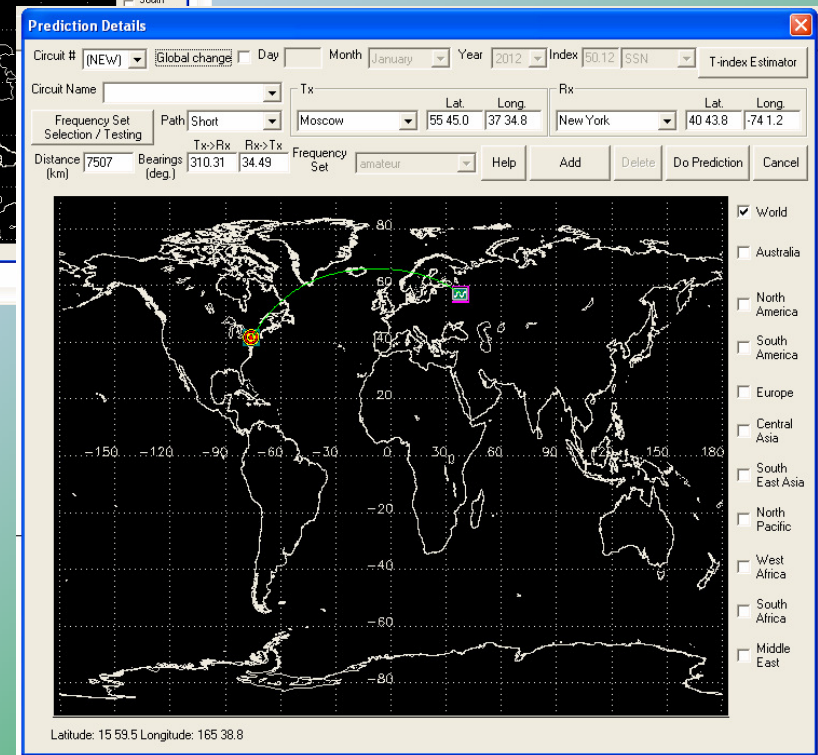 South
Prediction Details
Circuit # (NEW) Global change Day Month January Year 2012 Index 50.12 SSN T-index Estimator
Circuit Name Tx Rx
Lat. Long. Lat. Long.
Frequency Set Selection / Testing Path Short Moscow 55 45.0 37 34.8 New York 40 43.8 -74 1.2
Tx->Rx Rx->Tx
Distance (km) 7507 Bearings (deg.) 310.31 34.49 Frequency Set amateur Help Add Delete Do Prediction Cancel
World
80
Australia
60
North America
40
South America
20
Europe
Central Asia
-150 -120 -90 -60 -30 0 30 60 90 120 150 180
0
South East Asia
-20
North Pacific
-40
West Africa
South Africa
-60
Middle East
-80
Latitude: 15 59.5 Longitude: 165 38.8